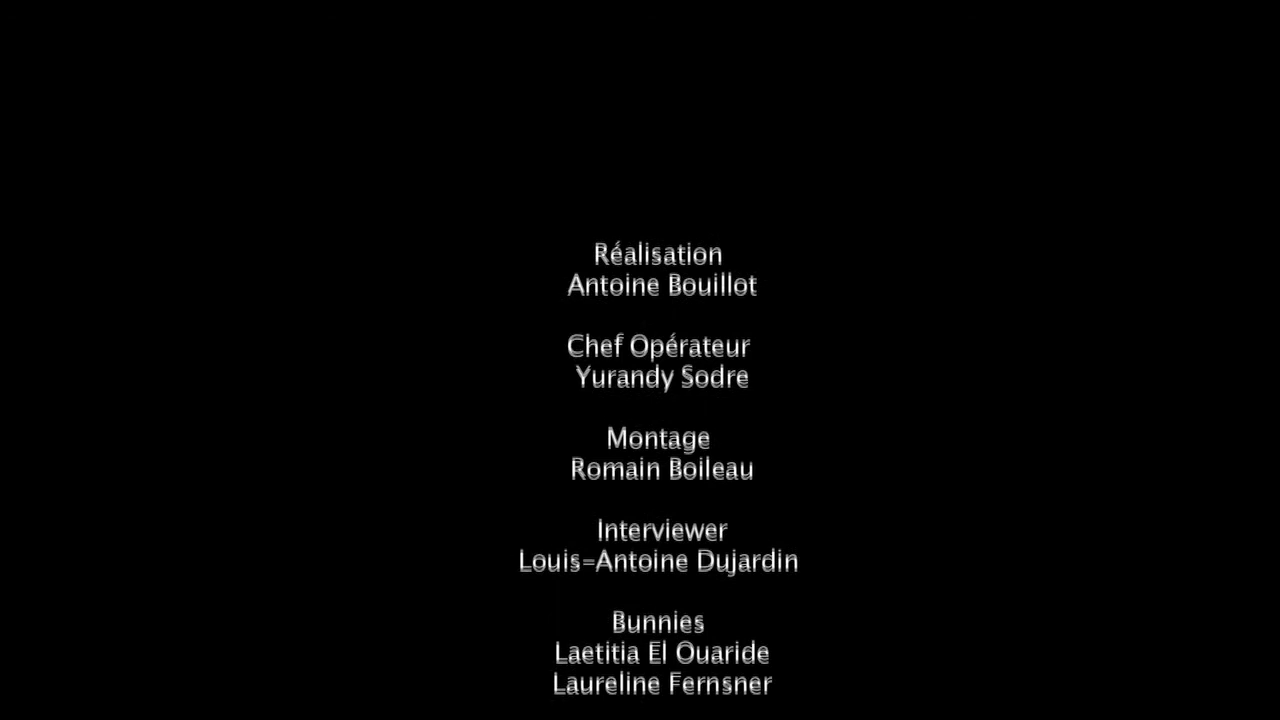 Réalisation
Antoine Bouillot
Chef Opérateur
Yurandy Sodre
Montage
Romain Boileau
Interviewer
Louis-Antoine Dujardin
Bunnies
Laetitia El Ouaride
Laureline Fernsner